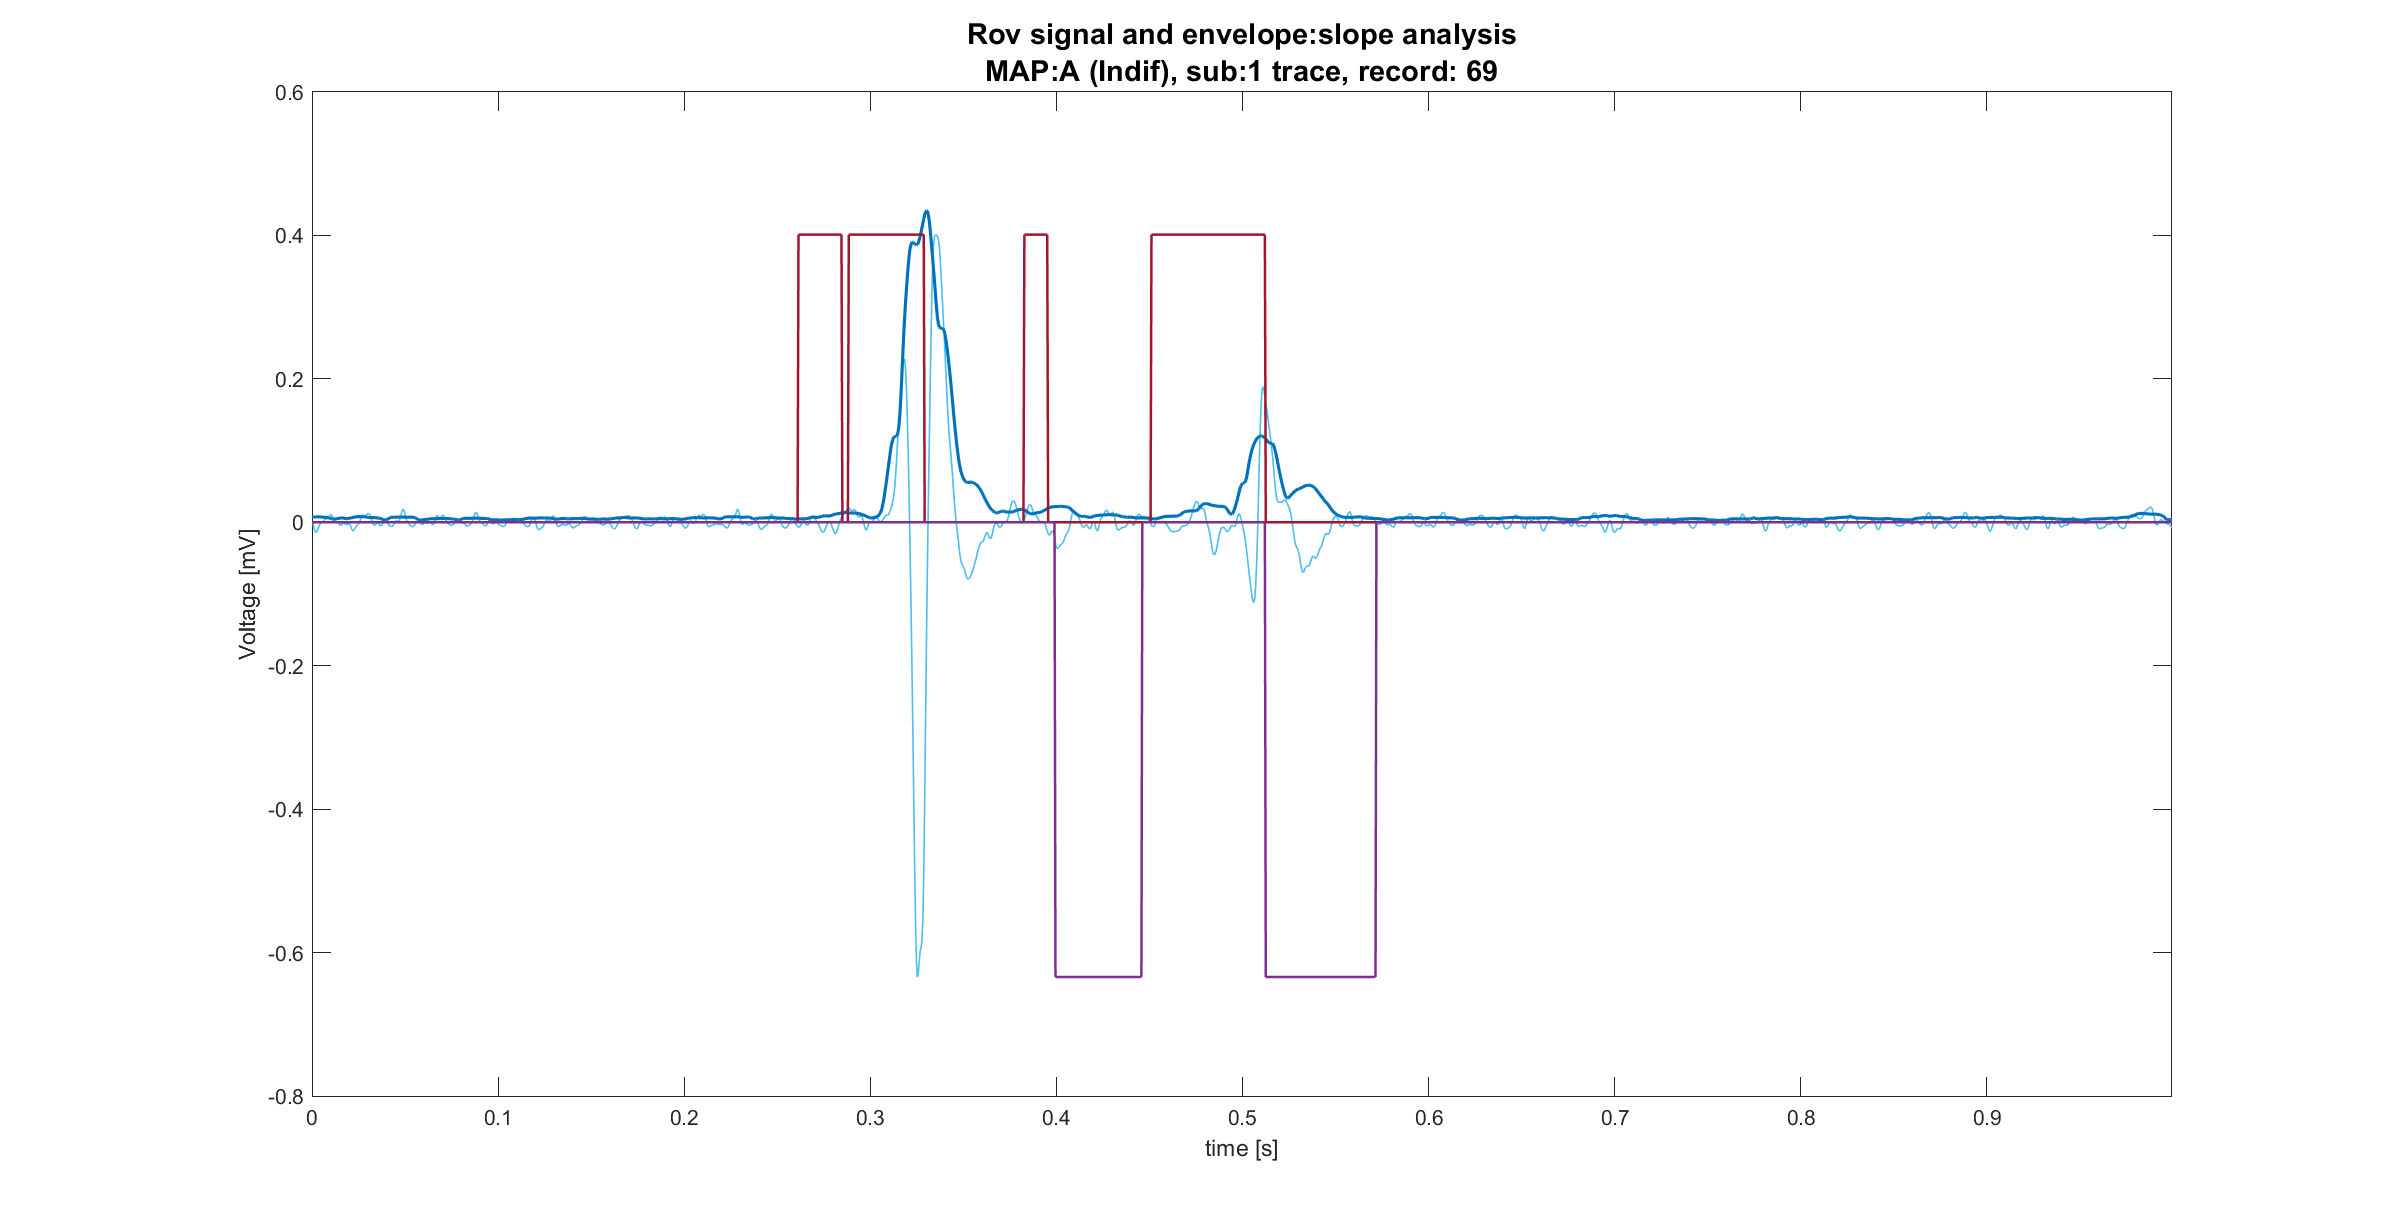 Rov signal and envelope:slope analysis
MAP:A (Indif), sub:1 trace, record: 69
0.6
0.4
0.2
0
-0.2
-0.4
-0.6
-0.8
Voltage [mV]
0 0.1 0.2 0.3 0.4 0.5 0.6 0.7 0.8 0.9
time [s]